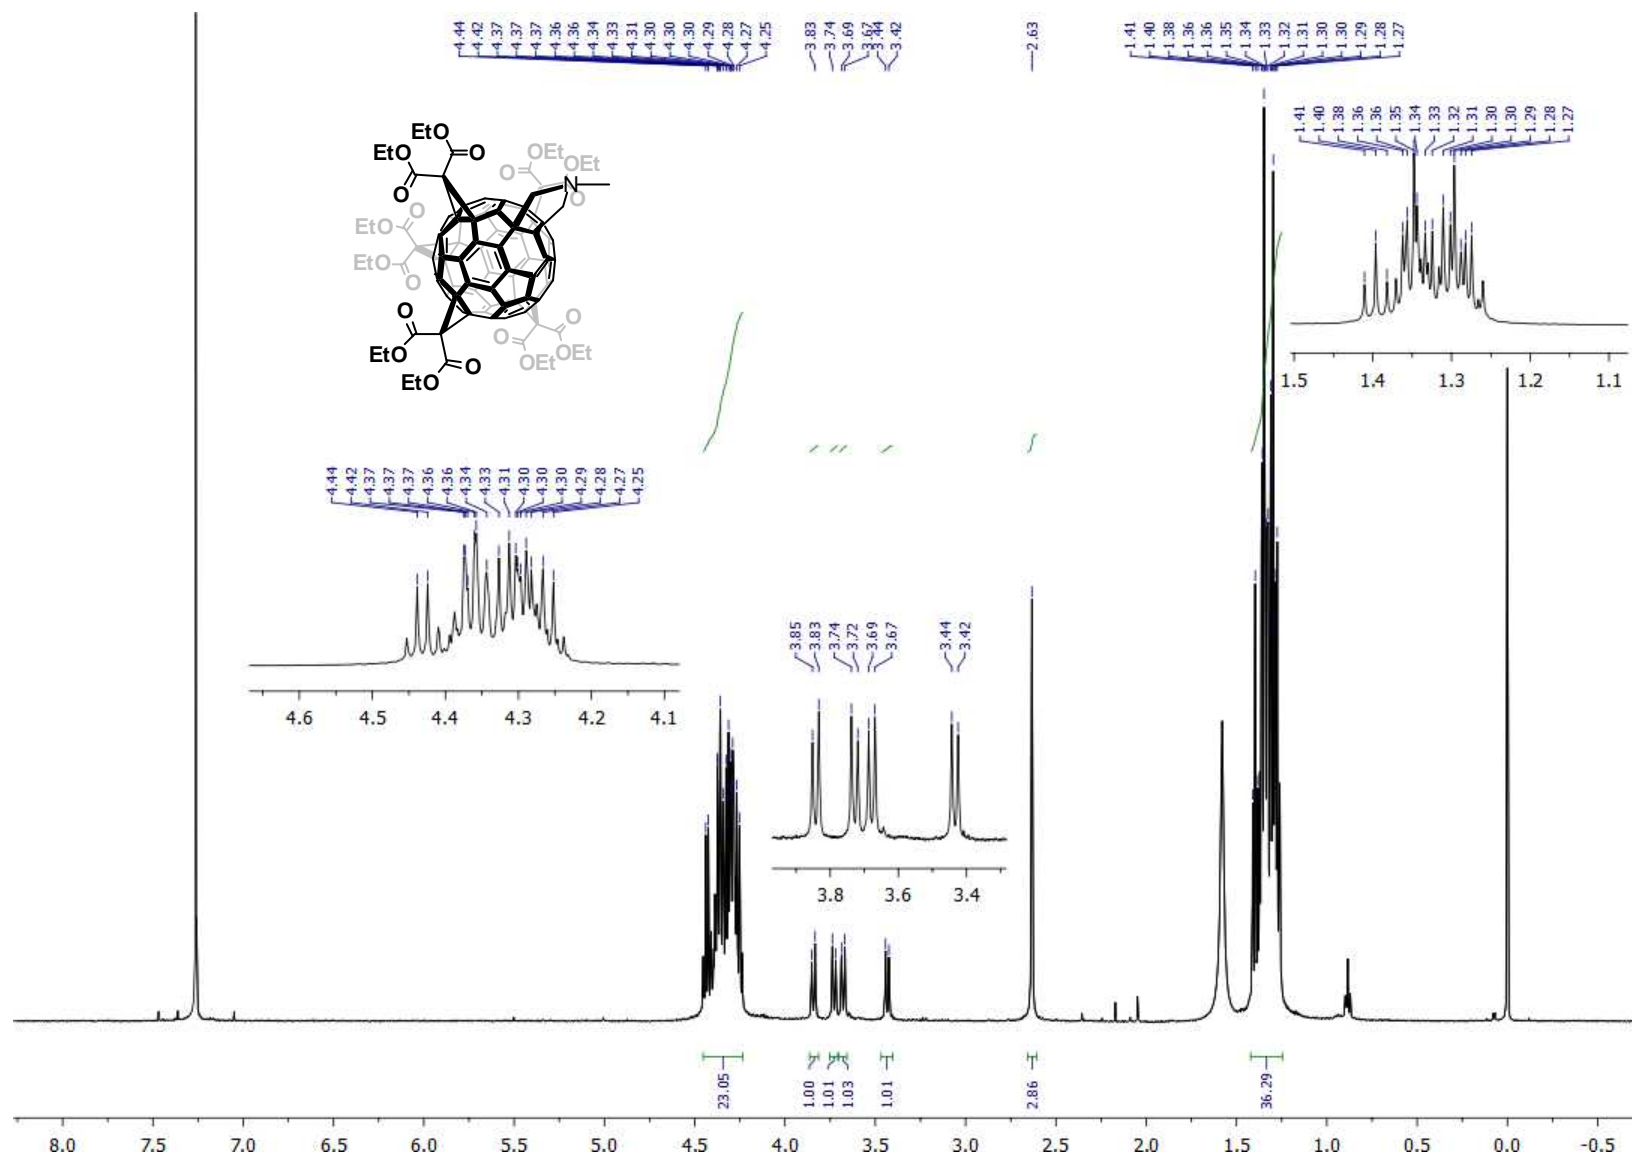 4.44 4.42 4.37 4.37 4.37 4.36 4.36 4.34 4.33 4.31 4.30 4.30 4.30 4.29 4.28 4.27 4.25 3.83 3.74 3.69 3.67 3.44 3.42 2.63 1.41 1.40 1.38 1.36 1.36 1.35 1.34 1.33 1.32 1.31 1.30 1.30 1.29 1.28 1.27
1.41 1.40 1.38 1.36 1.36 1.35 1.34 1.33 1.32 1.31 1.30 1.30 1.29 1.28 1.27
1.5 1.4 1.3 1.2 1.1
EtO
EtO O OEt
O OEt
O N O
EtO O
EtO O
O O
EtO O OEt
O OEt
EtO
4.44 4.42 4.37 4.37 4.37 4.36 4.36 4.34 4.33 4.31 4.30 4.30 4.30 4.29 4.28 4.27 4.25
4.6 4.5 4.4 4.3 4.2 4.1
3.85 3.83 3.74 3.72 3.69 3.67 3.44 3.42
3.8 3.6 3.4
23.05 1.00 1.01 1.03 1.01 2.86 36.29
8.0 7.5 7.0 6.5 6.0 5.5 5.0 4.5 4.0 3.5 3.0 2.5 2.0 1.5 1.0 0.5 0.0 -0.5